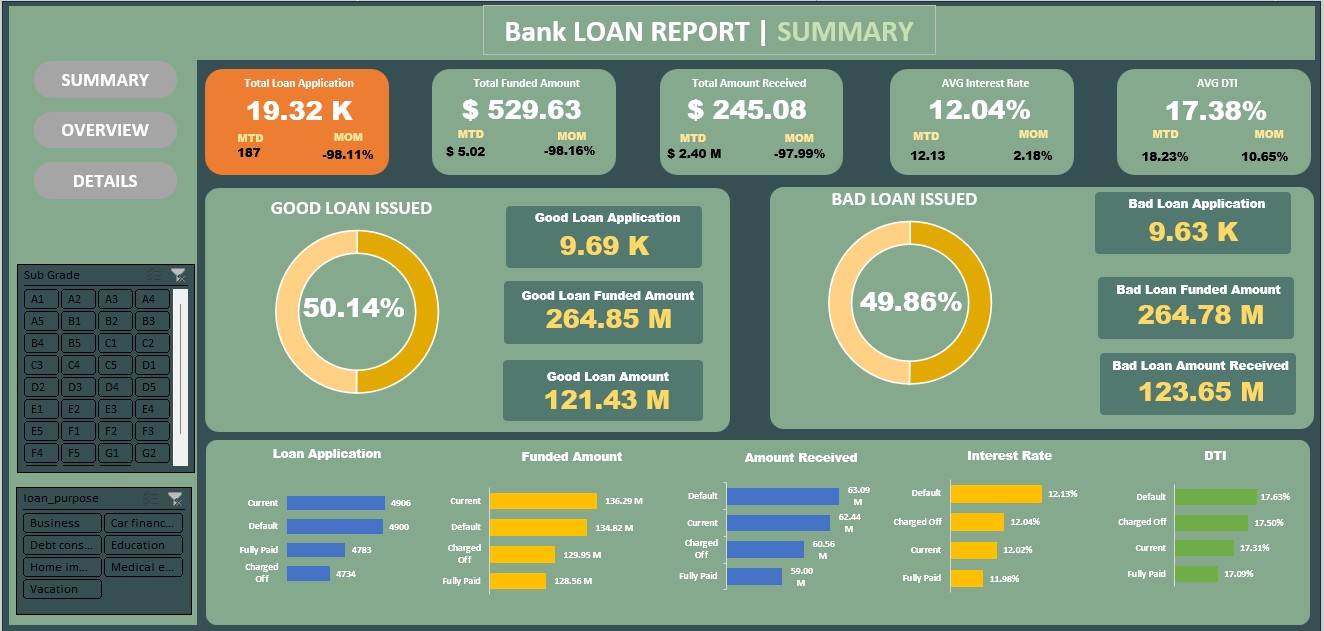 Bank LOAN REPORT | SUMMARY
SUMMARY
OVERVIEW
DETAILS
Total Loan Application
19.32 K
MTD MOM
187 -98.11%
Total Funded Amount
$ 529.63
MTD MOM
$ 5.02 -98.16%
Total Amount Received
$ 245.08
MTD MOM
$ 2.40 M -97.99%
AVG Interest Rate
12.04%
MTD MOM
12.13 2.18%
AVG DTI
17.38%
MTD MOM
18.23% 10.65%
Sub Grade
A1 A2 A3 A4
A5 B1 B2 B3
B4 B5 C1 C2
C3 C4 C5 D1
D2 D3 D4 D5
E1 E2 E3 E4
E5 F1 F2 F3
F4 F5 G1 G2
loan_purpose
Business Car financ...
Debt cons... Education
Home im... Medical e...
Vacation
GOOD LOAN ISSUED
50.14%
Good Loan Application
9.69 K
Good Loan Funded Amount
264.85 M
Good Loan Amount
121.43 M
BAD LOAN ISSUED
49.86%
Bad Loan Application
9.63 K
Bad Loan Funded Amount
264.78 M
Bad Loan Amount Received
123.65 M
Loan Application
Current 4906
Default 4900
Fully Paid 4783
Charged
Off 4734
Funded Amount
Current 136.29 M
Default 134.82 M
Charged
Off 129.95 M
Fully Paid 128.56 M
Amount Received
Default 63.09
M
Current 62.44
M
Charged 60.56
Off M
Fully Paid 59.00
M
Interest Rate
Default 12.13%
Charged Off 12.04%
Current 12.02%
Fully Paid 11.98%
DTI
Default 17.63%
Charged Off 17.50%
Current 17.31%
Fully Paid 17.09%